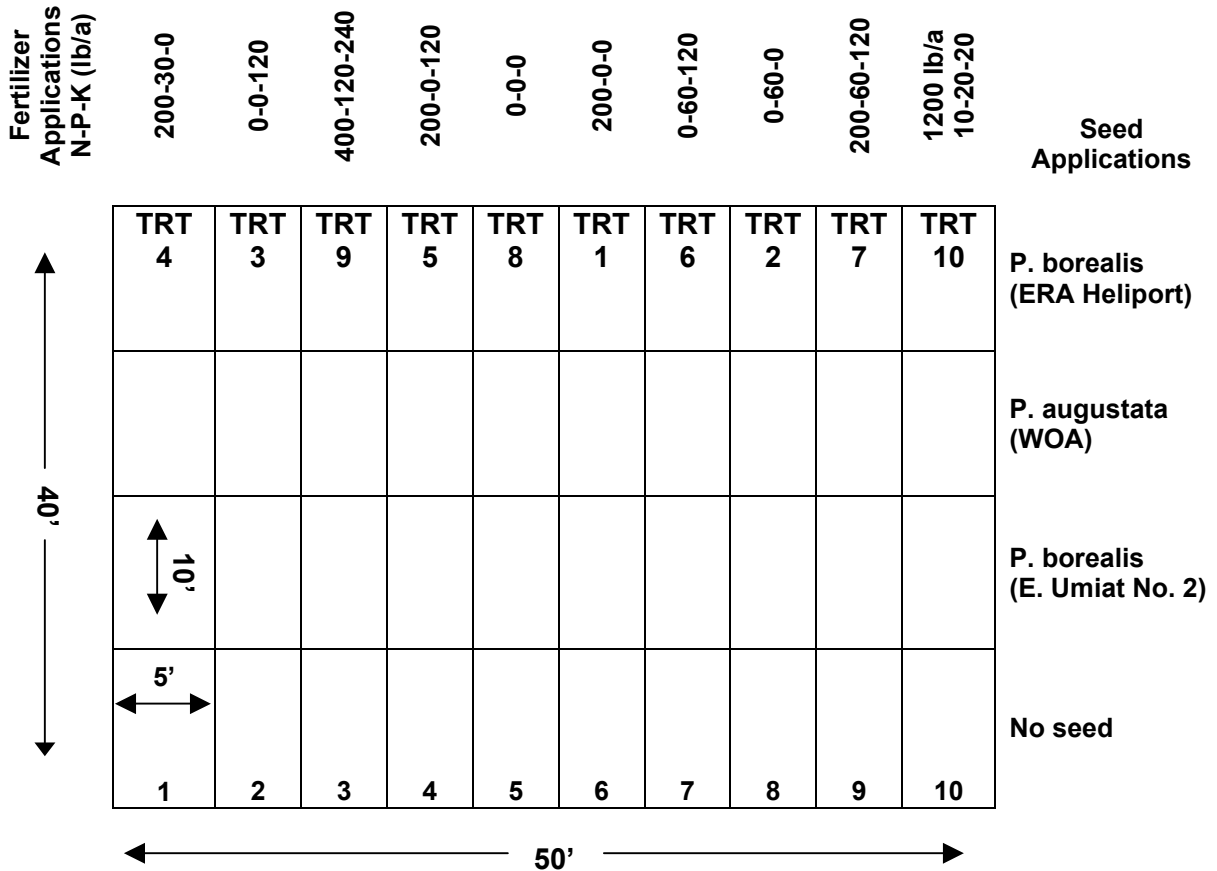 Fertilizer
Applications
N-P-K (lb/a)
200-30-0
0-0-120
400-120-240
200-0-120
0-0-0
200-0-0
0-60-120
0-60-0
200-60-120
1200 lb/a
10-20-20
Seed
Applications
TRT TRT TRT TRT TRT TRT TRT TRT TRT TRT
4 3 9 5 8 1 6 2 7 10
P. borealis
(ERA Heliport)
P. augustata
(WOA)
40’
10’
P. borealis
(E. Umiat No. 2)
5’
No seed
1 2 3 4 5 6 7 8 9 10
50’